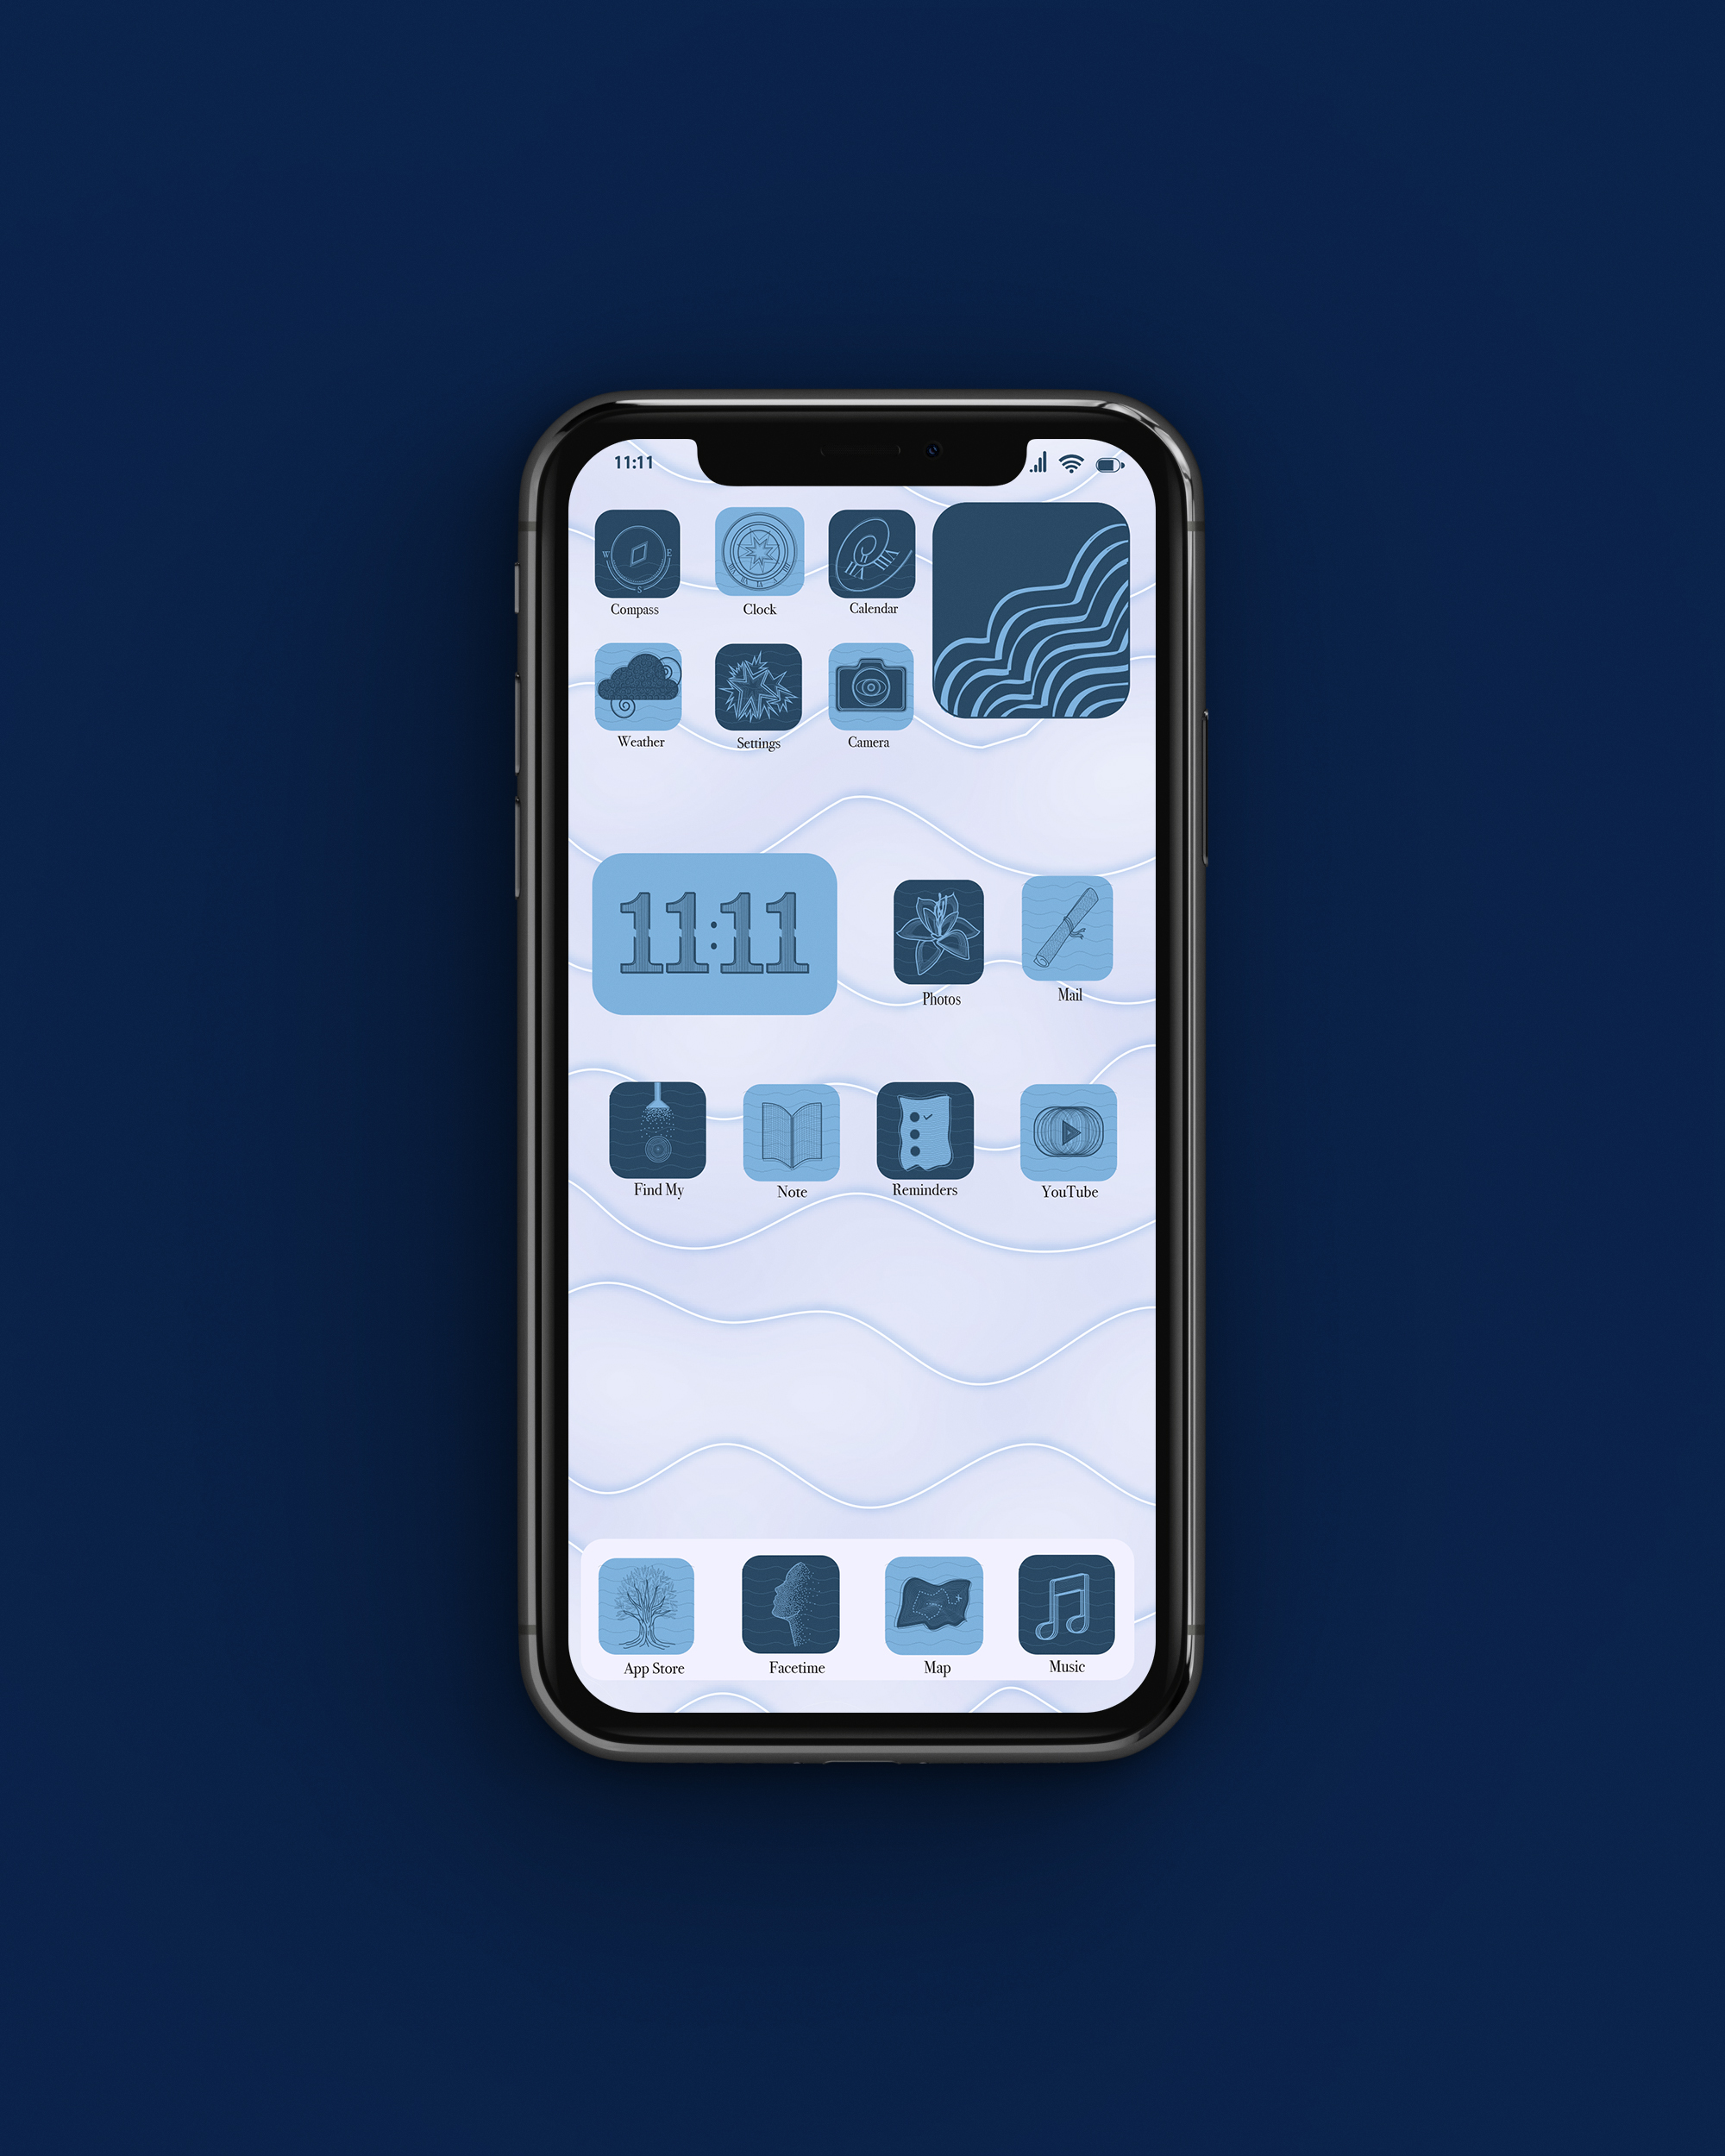 11:11
W E
S
Compass
Clock
Calendar
Weather
Settings
Camera
11:11
Photos
Mail
Find My
Note
Reminders
YouTube
App Store
Facetime
Map
Music